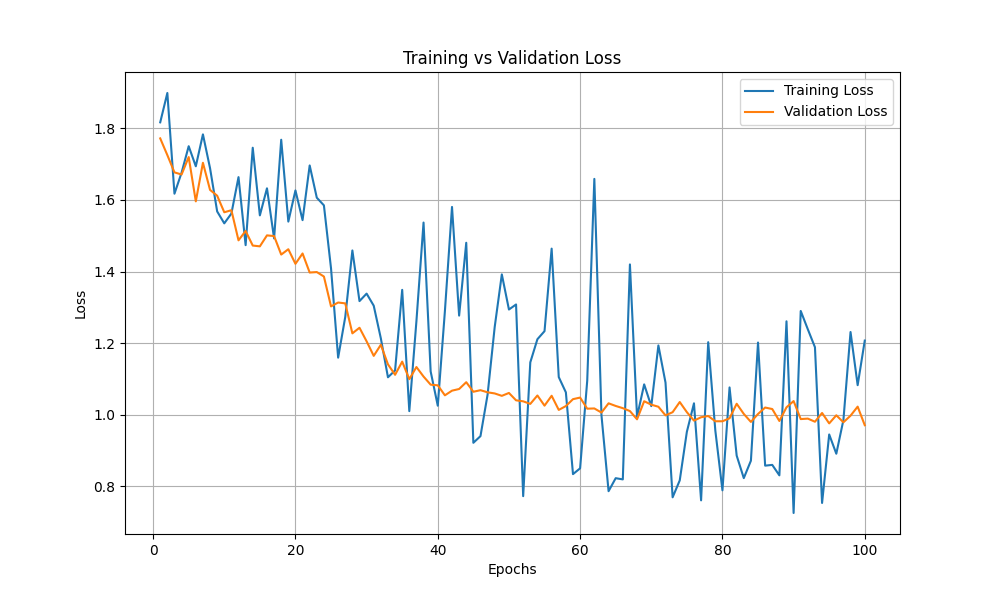 Training vs Validation Loss
Training Loss
Validation Loss
1.8
1.6
1.4
1.2
1.0
0.8
Loss
0 20 40 60 80 100
Epochs